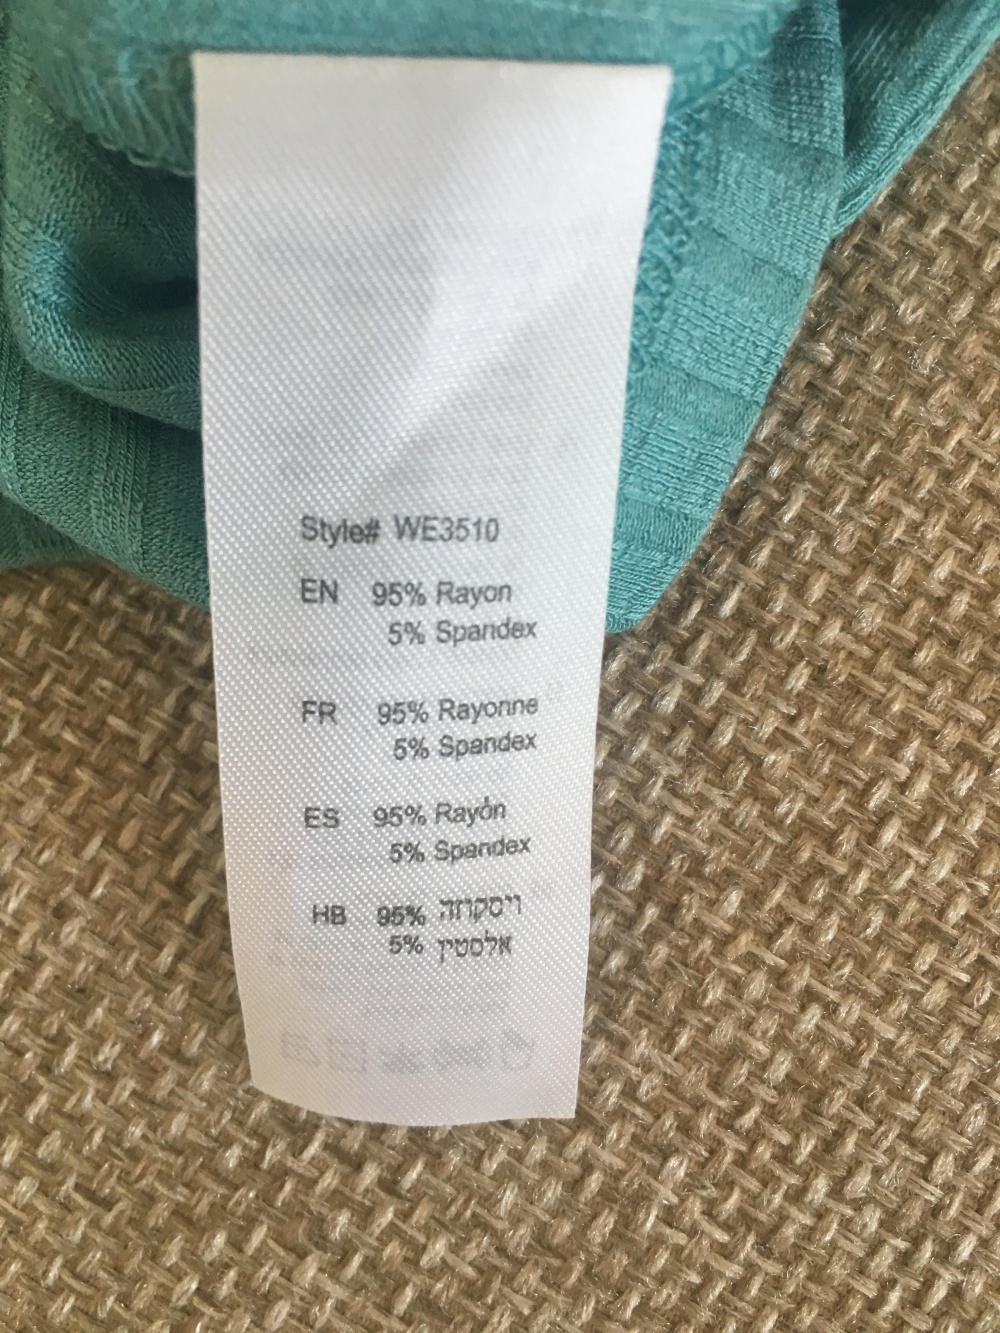 Style# WE3510
EN 95% Rayon
5% Spandex
FR 95% Rayonne
5% Spandex
ES 95% Rayón
5% Spandex
HB 95% ויסקוזה
5% אלסטין